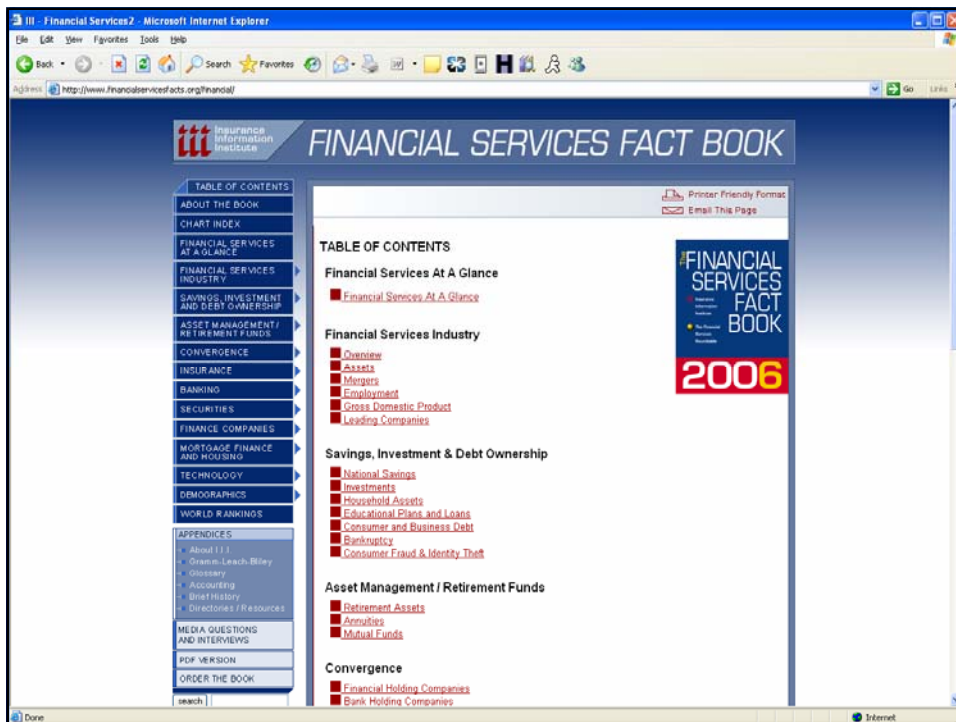 III - Financial Services2 - Microsoft Internet Explorer
File Edit View Favorites Tools Help
Back Search Favorites
Address http://www.financialservicesfacts.org/financial/ Go Links
iii Insurance Information Institute
FINANCIAL SERVICES FACT BOOK
TABLE OF CONTENTS
ABOUT THE BOOK
CHART INDEX
FINANCIAL SERVICES
AT A GLANCE
FINANCIAL SERVICES
INDUSTRY
SAVINGS, INVESTMENT
AND DEBT OWNERSHIP
ASSET MANAGEMENT/
RETIREMENT FUNDS
CONVERGENCE
INSURANCE
BANKING
SECURITIES
FINANCE COMPANIES
MORTGAGE FINANCE
AND HOUSING
TECHNOLOGY
DEMOGRAPHICS
WORLD RANKINGS
APPENDICES
About I.I.I.
Gramm-Leach-Bliley
Glossary
Accounting
Brief History
Directories / Resources
MEDIA QUESTIONS
AND INTERVIEWS
PDF VERSION
ORDER THE BOOK
search
Printer Friendly Format
Email This Page
TABLE OF CONTENTS
Financial Services At A Glance
Financial Services At A Glance
Financial Services Industry
Overview
Assets
Mergers
Employment
Gross Domestic Product
Leading Companies
Savings, Investment & Debt Ownership
National Savings
Investments
Household Assets
Educational Plans and Loans
Consumer and Business Debt
Bankruptcy
Consumer Fraud & Identity Theft
Asset Management / Retirement Funds
Retirement Assets
Annuities
Mutual Funds
Convergence
Financial Holding Companies
Bank Holding Companies
The
FINANCIAL
SERVICES
FACT
BOOK
Insurance
Information
Institute
The Financial
Services
Roundtable
2006
Done Internet